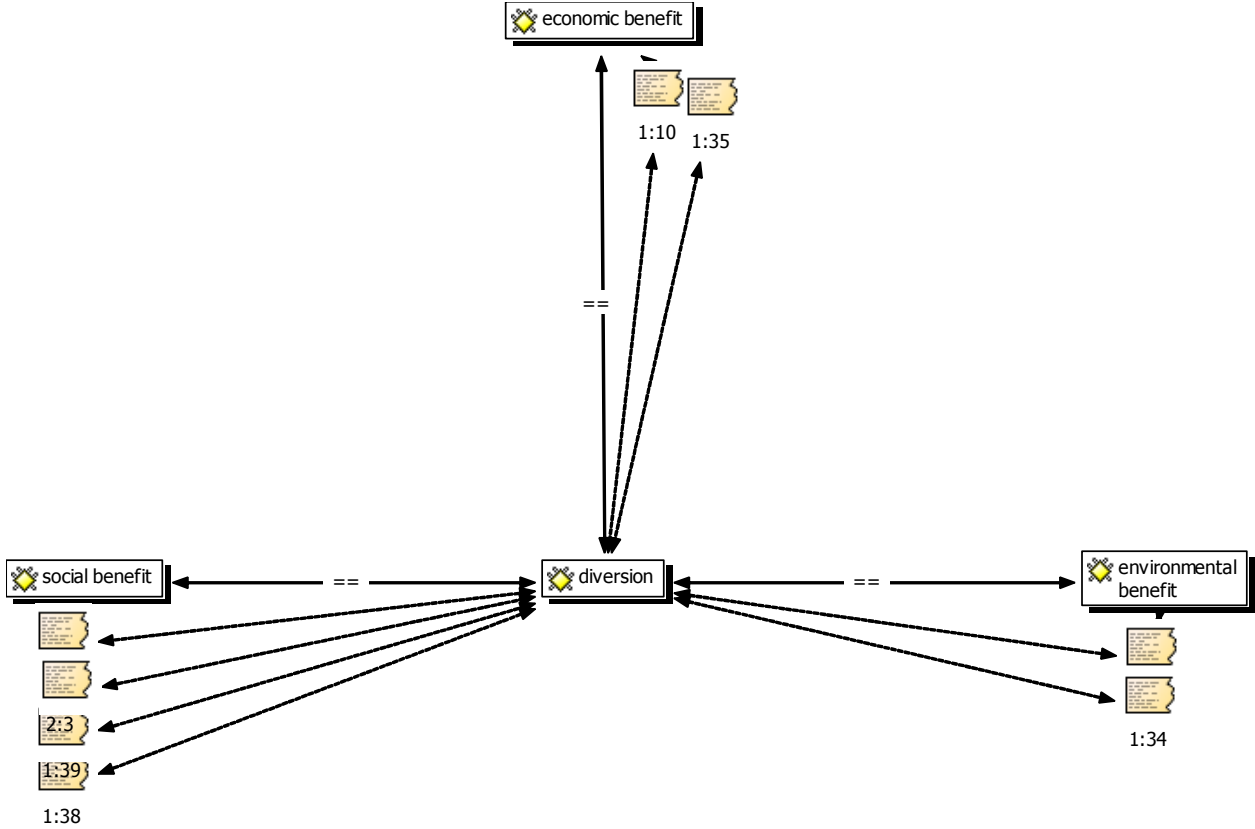 economic benefit
1:10
1:35
==
social benefit
==
diversion
==
environmental
benefit
2:3
1:39
1:38
1:34